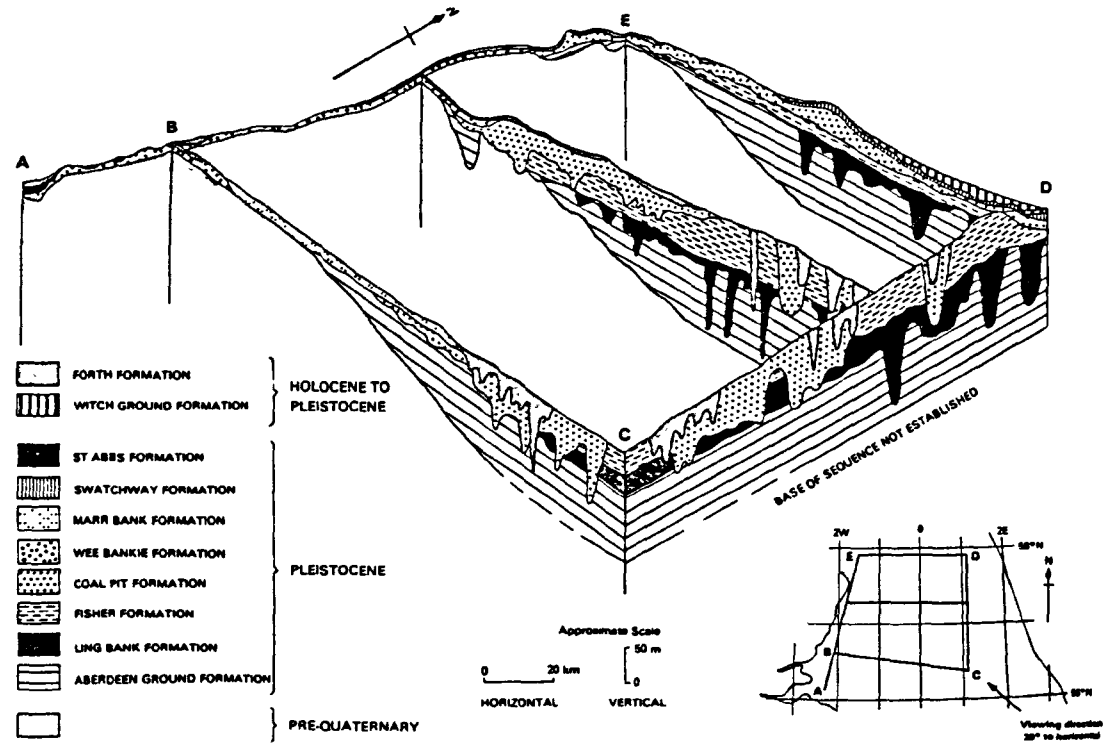 N
E
B
A
D
C
FORTH FORMATION
WITCH GROUND FORMATION
HOLOCENE TO
PLEISTOCENE
ST ABBS FORMATION
SWATCHWAY FORMATION
MARR BANK FORMATION
WEE BANKIE FORMATION
COAL PIT FORMATION
FISHER FORMATION
LING BANK FORMATION
ABERDEEN GROUND FORMATION
PLEISTOCENE
PRE-QUATERNARY
BASE OF SEQUENCE NOT ESTABLISHED
Approximate Scale
0 20 km
HORIZONTAL
50 m
0
VERTICAL
2W 0 2E
E D
N
B
C
A
Viewing direction
20° to horizontal